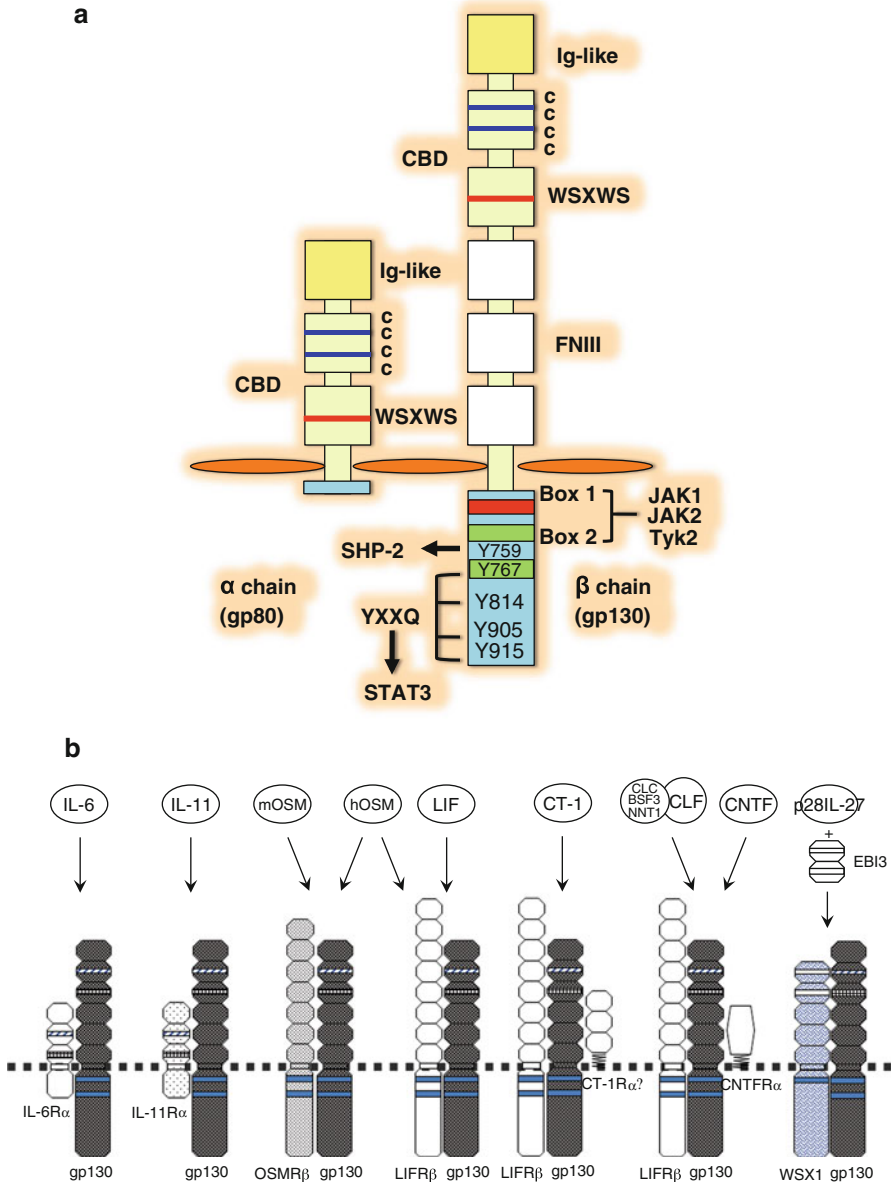 a
Ig-like
c
c
c
c
CBD
WSXWS
Ig-like
c
c
c
c
FNIII
CBD
WSXWS
Box 1
JAK1
JAK2
Box 2
Tyk2
SHP-2
Y759
Y767
α chain
(gp80)
β chain
(gp130)
YXXQ
Y814
Y905
Y915
STAT3
b
IL-6
IL-11
mOSM
hOSM
LIF
CT-1
CLC
BSF3
NNT1
CLF
CNTF
p28IL-27
+
EBI3
IL-6Rα
IL-11Rα
CT-1Rα?
CNTFRα
gp130
gp130
OSMRβ
gp130
LIFRβ
gp130
LIFRβ
gp130
LIFRβ
gp130
WSX1
gp130